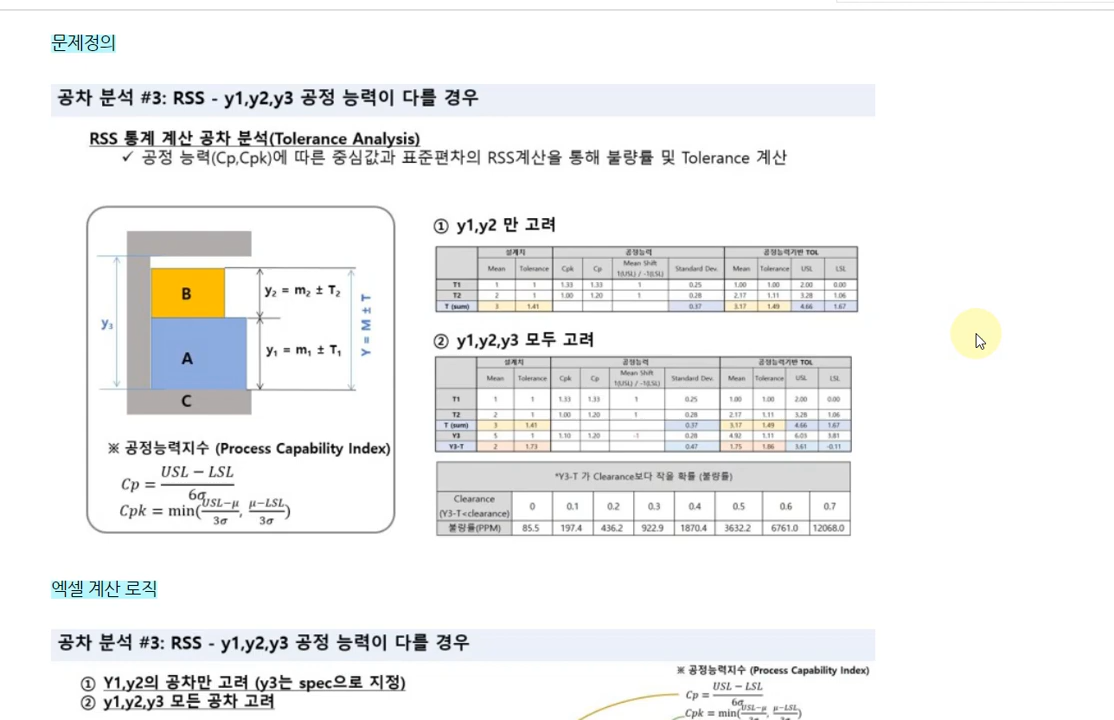 문제정의
공차 분석 #3: RSS - y1,y2,y3 공정 능력이 다를 경우
RSS 통계 계산 공차 분석(Tolerance Analysis)
✓ 공정 능력(Cp,Cpk)에 따른 중심값과 표준편차의 RSS계산을 통해 불량률 및 Tolerance 계산
B
A
C
y3
y₂ = m₂ ± T₂
y₁ = m₁ ± T₁
Y = M ± T
※ 공정능력지수 (Process Capability Index)
Cp = USL − LSL / 6σ
Cpk = min(USL−μ / 3σ, μ−LSL / 3σ)
① y1,y2 만 고려
설계치 공정능력 공정능력기반 TOL
Mean Tolerance Cpk Cp Mean Shift 1(USL) / -1(LSL) Standard Dev. Mean Tolerance USL LSL
T1 1 1 1.33 1.33 1 0.25 1.00 1.00 2.00 0.00
T2 2 1 1.00 1.20 1 0.28 2.17 1.11 3.28 1.06
T (sum) 3 1.41 0.37 3.17 1.49 4.66 1.67
② y1,y2,y3 모두 고려
설계치 공정능력 공정능력기반 TOL
Mean Tolerance Cpk Cp Mean Shift 1(USL) / -1(LSL) Standard Dev. Mean Tolerance USL LSL
T1 1 1 1.33 1.33 1 0.25 1.00 1.00 2.00 0.00
T2 2 1 1.00 1.20 1 0.28 2.17 1.11 3.28 1.06
T (sum) 3 1.41 0.37 3.17 1.49 4.66 1.67
Y3 5 1 1.10 1.20 -1 0.28 4.92 1.11 6.03 3.81
Y3-T 2 1.73 0.47 1.75 1.86 3.61 -0.11
*Y3-T 가 Clearance보다 작을 확률 (불량률)
Clearance (Y3-T<clearance) 0 0.1 0.2 0.3 0.4 0.5 0.6 0.7
불량률(PPM) 85.5 197.4 436.2 922.9 1870.4 3632.2 6761.0 12068.0
엑셀 계산 로직
공차 분석 #3: RSS - y1,y2,y3 공정 능력이 다를 경우
① Y1,y2의 공차만 고려 (y3는 spec으로 지정)
② y1,y2,y3 모든 공차 고려
※ 공정능력지수 (Process Capability Index)
Cp = USL − LSL / 6σ
Cpk = min(USL−μ / 3σ, μ−LSL / 3σ)